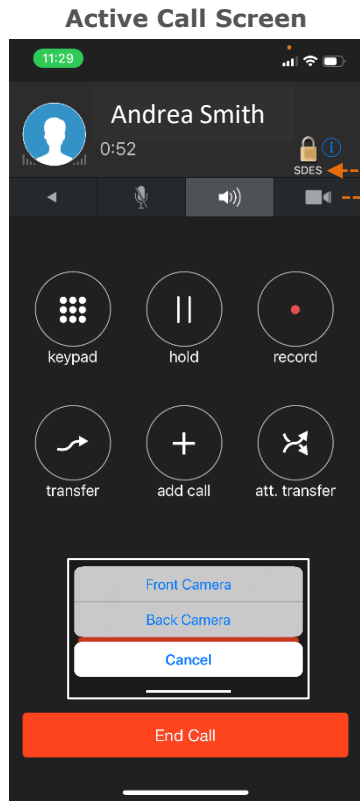 Active Call Screen
11:29
Andrea Smith
0:52
SDES
keypad hold record
transfer add call att. transfer
Front Camera
Back Camera
Cancel
End Call